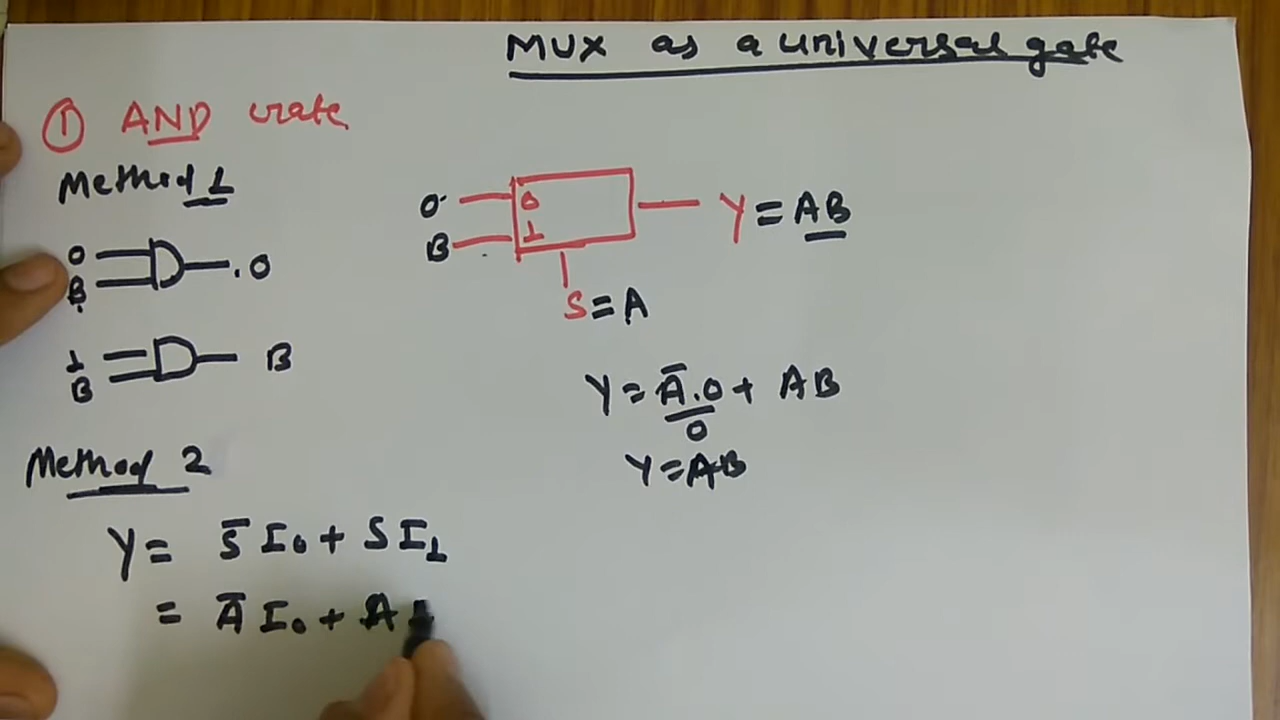 MUX as a universal gate
① AND Gate
Method 1
0
B
0
1
B
B
0
B
0
1
Y = AB
S = A
Y = A̅.0 + AB
0
Y = AB
Method 2
Y = S̅ I₀ + S I₁
= A̅ I₀ + A